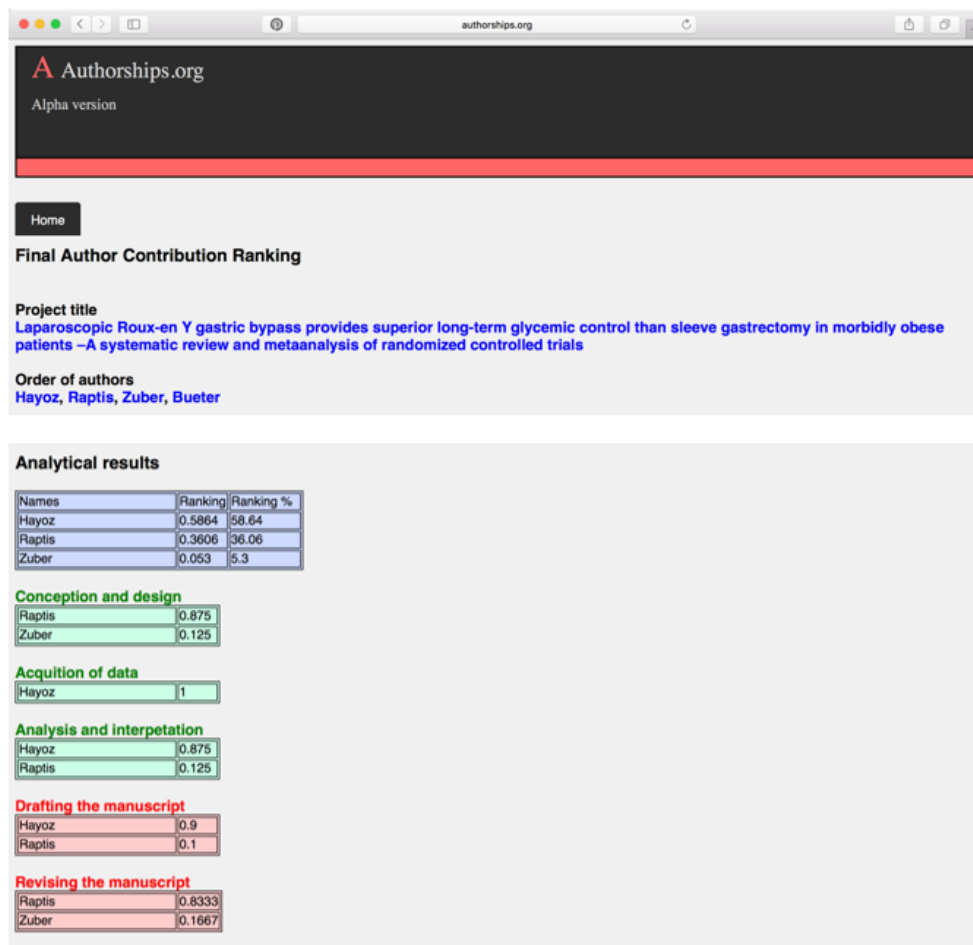 authorships.org
A Authorships.org
Alpha version
Home
Final Author Contribution Ranking
Project title
Laparoscopic Roux-en Y gastric bypass provides superior long-term glycemic control than sleeve gastrectomy in morbidly obese
patients –A systematic review and metaanalysis of randomized controlled trials
Order of authors
Hayoz, Raptis, Zuber, Bueter
Analytical results
Names Ranking Ranking %
Hayoz 0.5864 58.64
Raptis 0.3606 36.06
Zuber 0.053 5.3
Conception and design
Raptis 0.875
Zuber 0.125
Acquition of data
Hayoz 1
Analysis and interpetation
Hayoz 0.875
Raptis 0.125
Drafting the manuscript
Hayoz 0.9
Raptis 0.1
Revising the manuscript
Raptis 0.8333
Zuber 0.1667